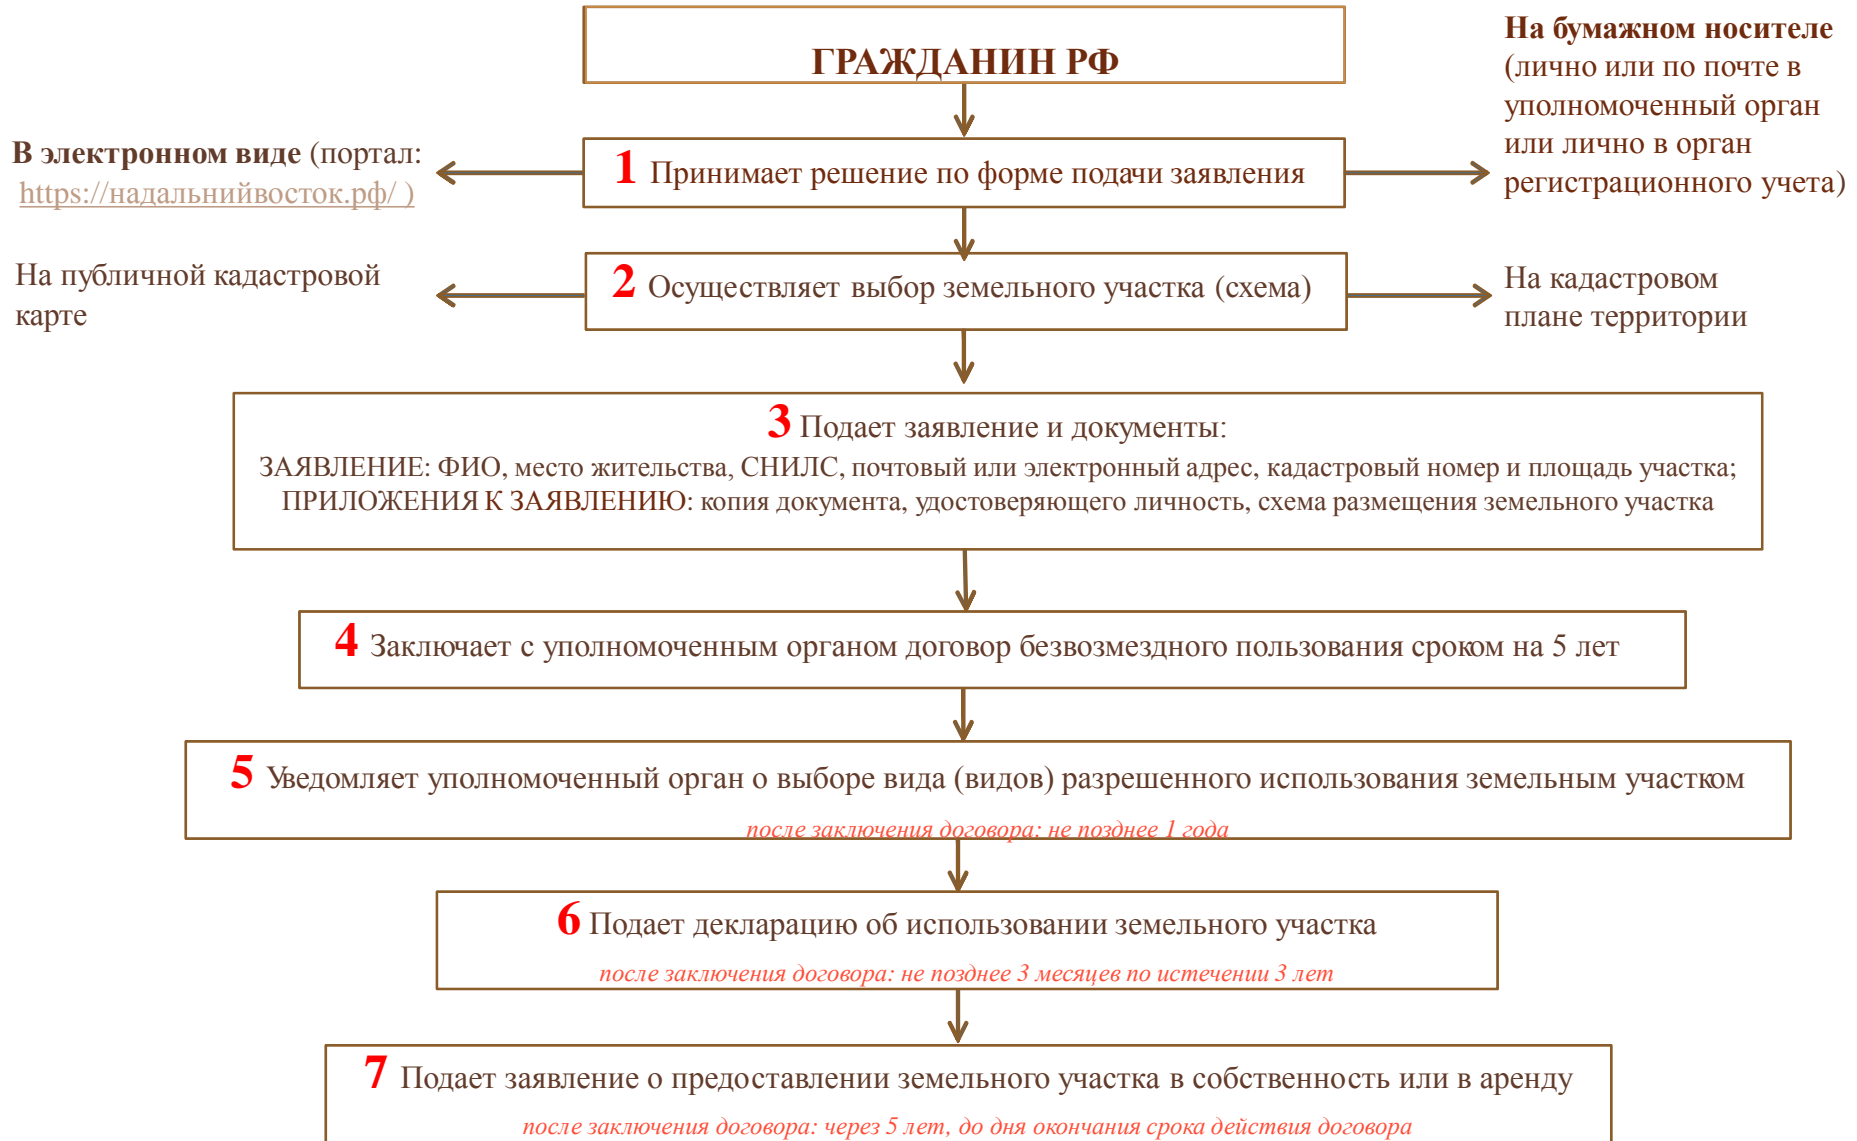 ГРАЖДАНИН РФ
На бумажном носителе
(лично или по почте в
уполномоченный орган
или лично в орган
регистрационного учета)
В электронном виде (портал:
https://надальнийвосток.рф/ )
1 Принимает решение по форме подачи заявления
На публичной кадастровой
карте
2 Осуществляет выбор земельного участка (схема)
На кадастровом
плане территории
3 Подает заявление и документы:
ЗАЯВЛЕНИЕ: ФИО, место жительства, СНИЛС, почтовый или электронный адрес, кадастровый номер и площадь участка;
ПРИЛОЖЕНИЯ К ЗАЯВЛЕНИЮ: копия документа, удостоверяющего личность, схема размещения земельного участка
4 Заключает с уполномоченным органом договор безвозмездного пользования сроком на 5 лет
5 Уведомляет уполномоченный орган о выборе вида (видов) разрешенного использования земельным участком
после заключения договора: не позднее 1 года
6 Подает декларацию об использовании земельного участка
после заключения договора: не позднее 3 месяцев по истечении 3 лет
7 Подает заявление о предоставлении земельного участка в собственность или в аренду
после заключения договора: через 5 лет, до дня окончания срока действия договора